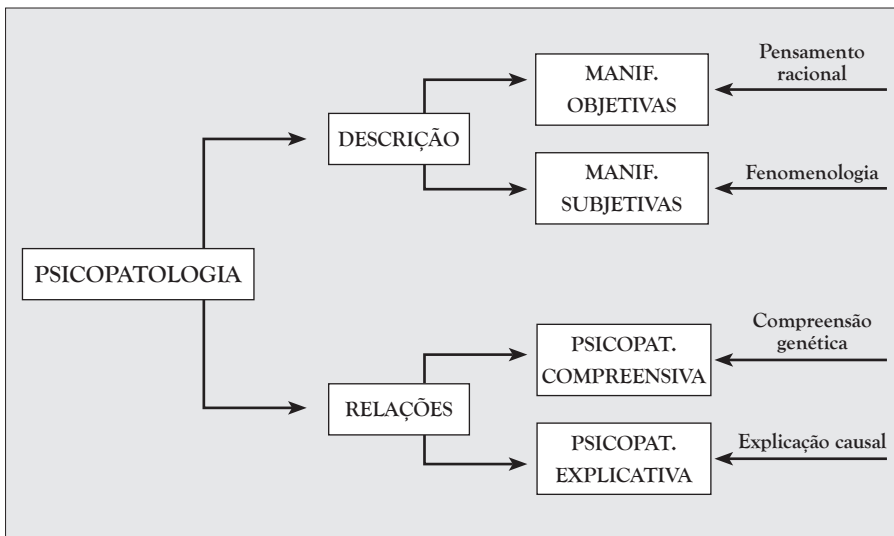 Pensamento
racional
MANIF.
OBJETIVAS
DESCRIÇÃO
MANIF.
SUBJETIVAS
Fenomenologia
PSICOPATOLOGIA
Compreensão
genética
PSICOPAT.
COMPREENSIVA
RELAÇÕES
PSICOPAT.
EXPLICATIVA
Explicação causal